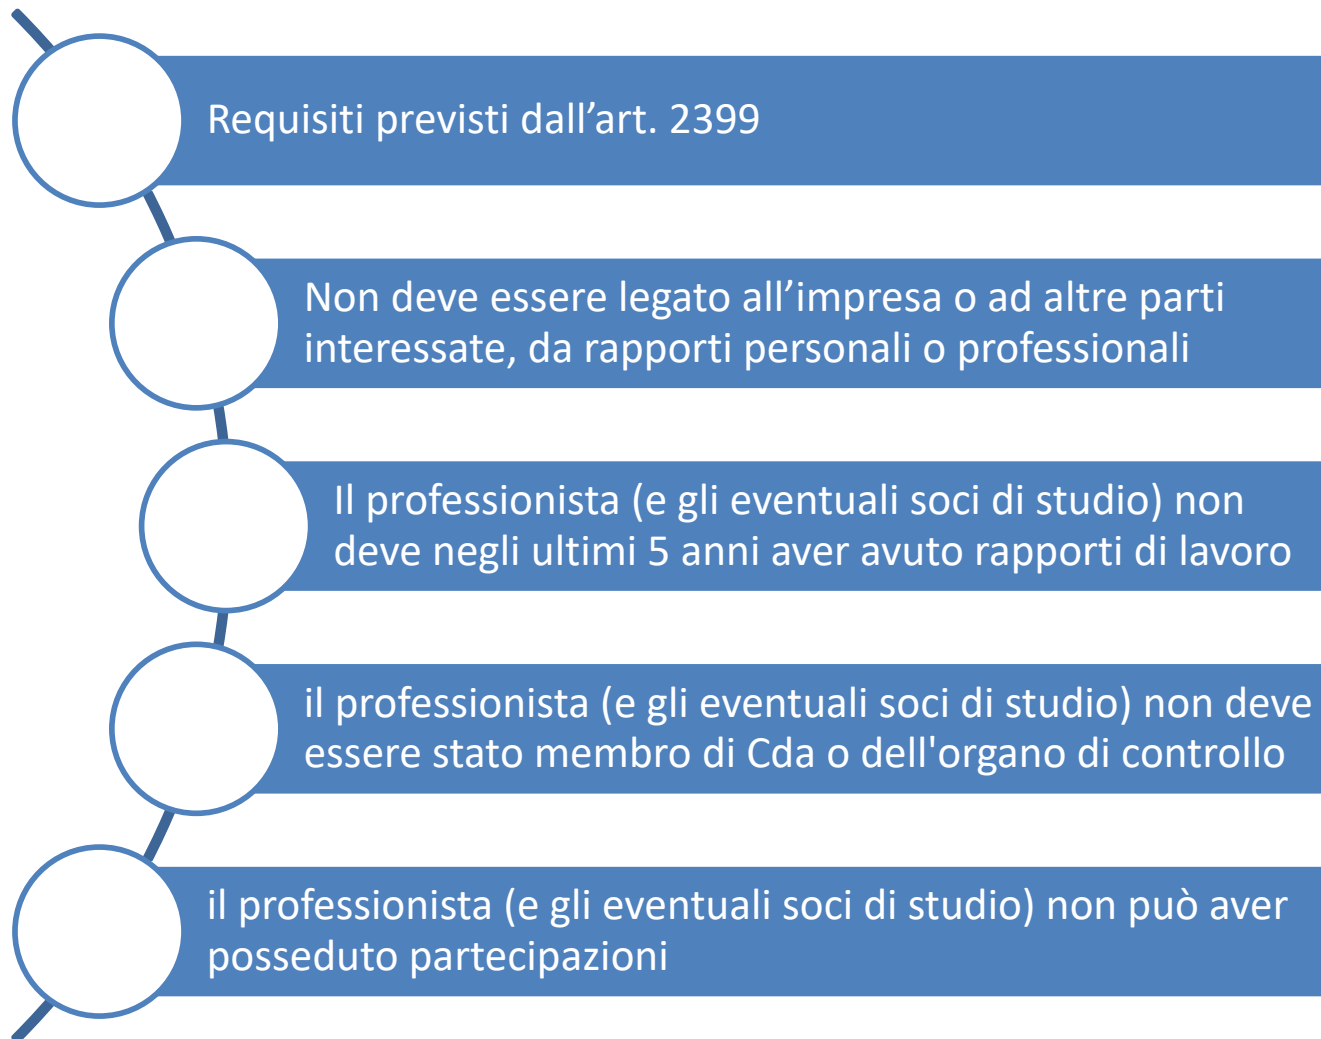 Requisiti previsti dall’art. 2399
Non deve essere legato all’impresa o ad altre parti
interessate, da rapporti personali o professionali
Il professionista (e gli eventuali soci di studio) non
deve negli ultimi 5 anni aver avuto rapporti di lavoro
il professionista (e gli eventuali soci di studio) non deve
essere stato membro di Cda o dell'organo di controllo
il professionista (e gli eventuali soci di studio) non può aver
posseduto partecipazioni